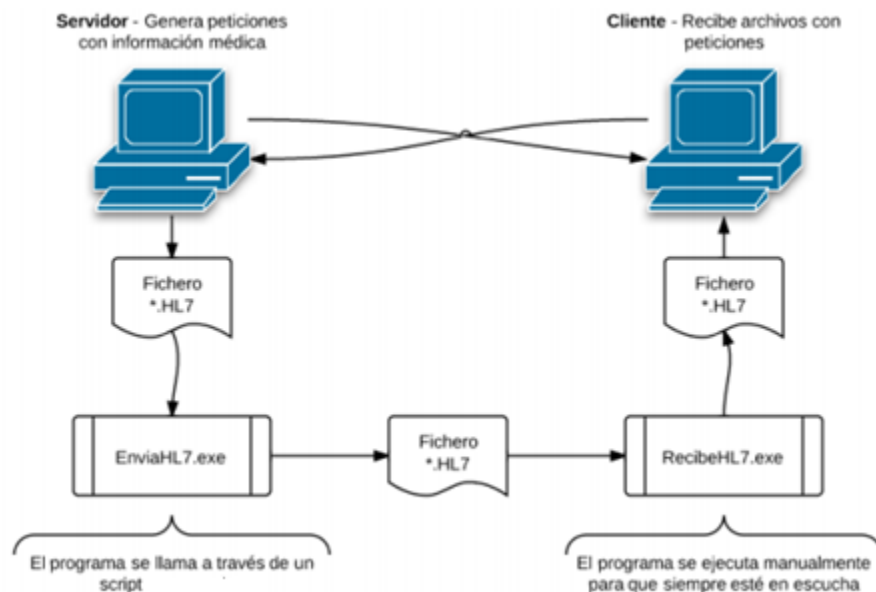 Servidor - Genera peticiones
con información médica
Cliente - Recibe archivos con
peticiones
Fichero
*.HL7
Fichero
*.HL7
EnviaHL7.exe
Fichero
*.HL7
RecibeHL7.exe
El programa se llama a través de un
script
El programa se ejecuta manualmente
para que siempre esté en escucha